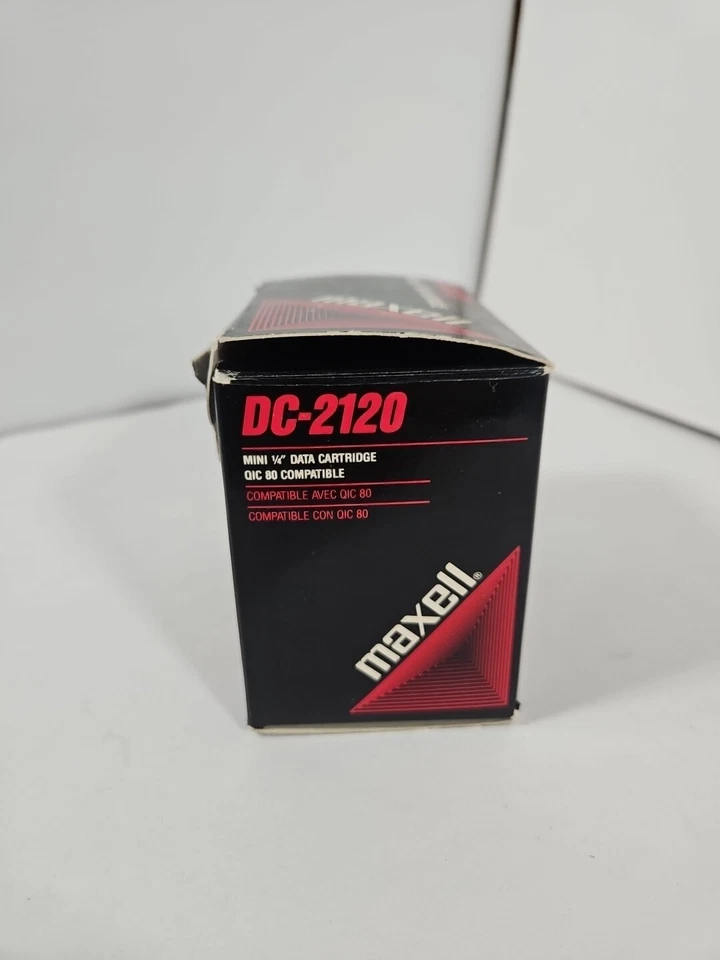 maxell
DC-2120
MINI ¼" DATA CARTRIDGE
QIC 80 COMPATIBLE
COMPATIBLE AVEC QIC 80
COMPATIBLE CON QIC 80
maxell®